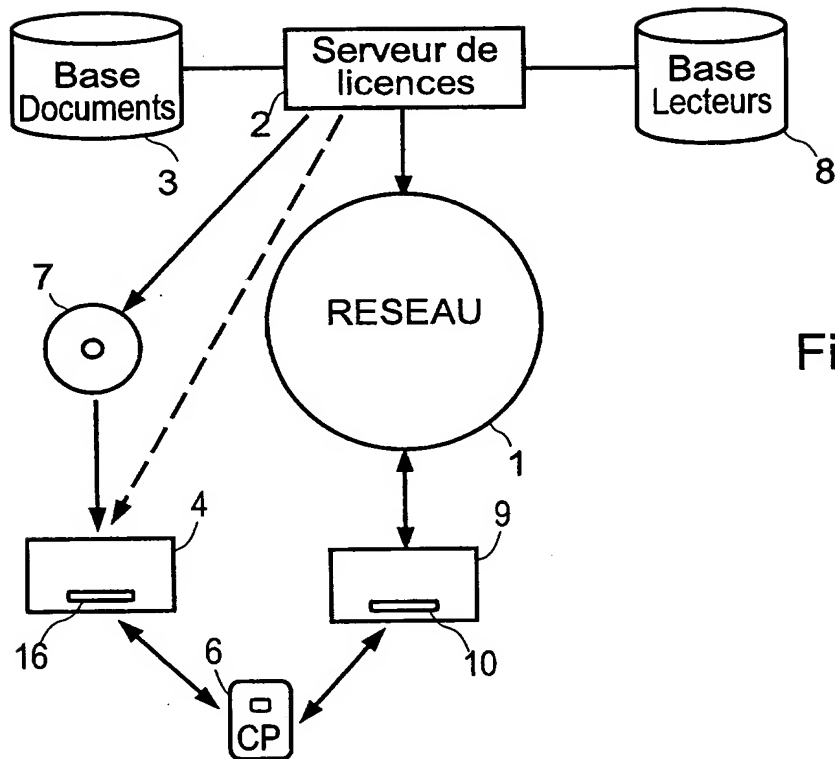 Base
Documents
3
Serveur de
licences
2
Base
Lecteurs
8
7
RESEAU
Fi
1
4
9
16
10
6
CP